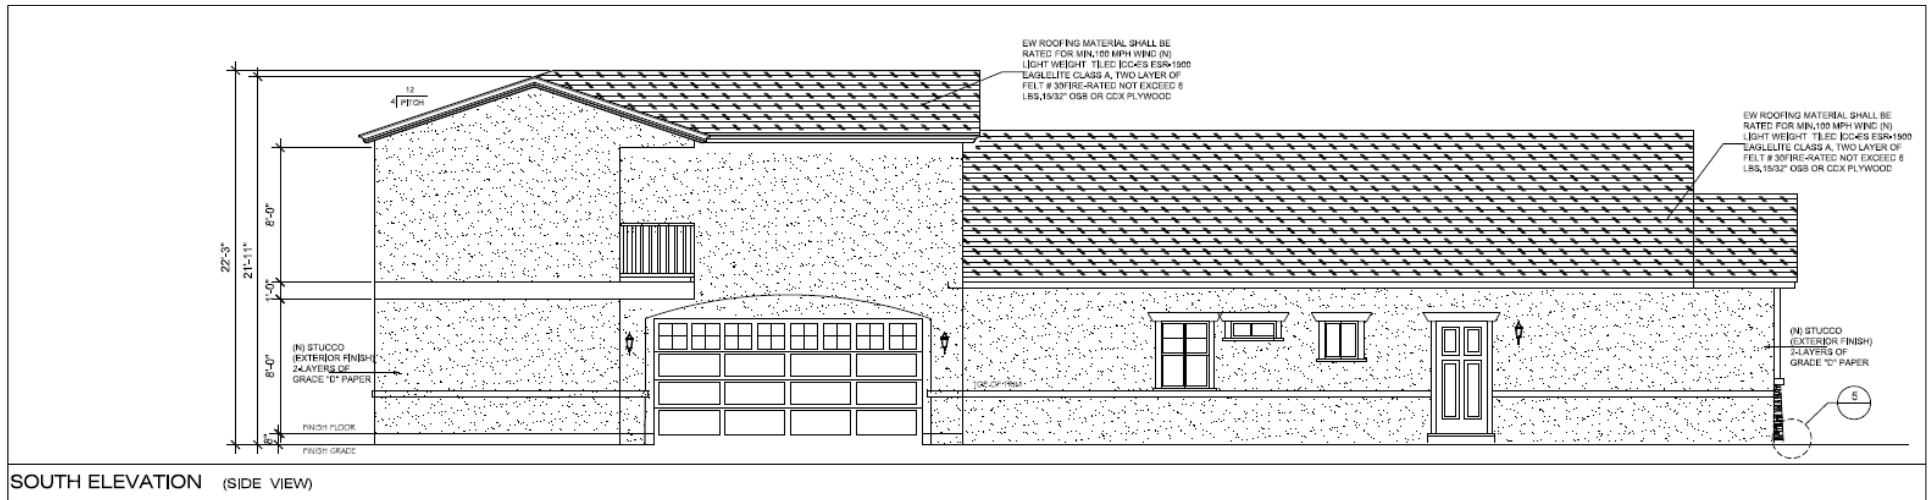 EW ROOFING MATERIAL SHALL BE
RATED FOR MIN.100 MPH WIND (N)
LIGHT WEIGHT TILED ICC-ES ESR-1900
EAGLELITE CLASS A, TWO LAYER OF
FELT # 30FIRE-RATED NOT EXCEED 6
LBS,15/32" OSB OR CDX PLYWOOD
12
4 PITCH
EW ROOFING MATERIAL SHALL BE
RATED FOR MIN.100 MPH WIND (N)
LIGHT WEIGHT TILED ICC-ES ESR-1900
EAGLELITE CLASS A, TWO LAYER OF
FELT # 30FIRE-RATED NOT EXCEED 6
LBS,15/32" OSB OR CDX PLYWOOD
22'-3"
21'-11"
8'-0"
1'-0"
8'-0"
8"
(N) STUCCO
(EXTERIOR FINISH)
2-LAYERS OF
GRADE "D" PAPER
(N) STUCCO
(EXTERIOR FINISH)
2-LAYERS OF
GRADE "D" PAPER
TOP OF TRIM
5
FINISH FLOOR
FINISH GRADE
SOUTH ELEVATION (SIDE VIEW)